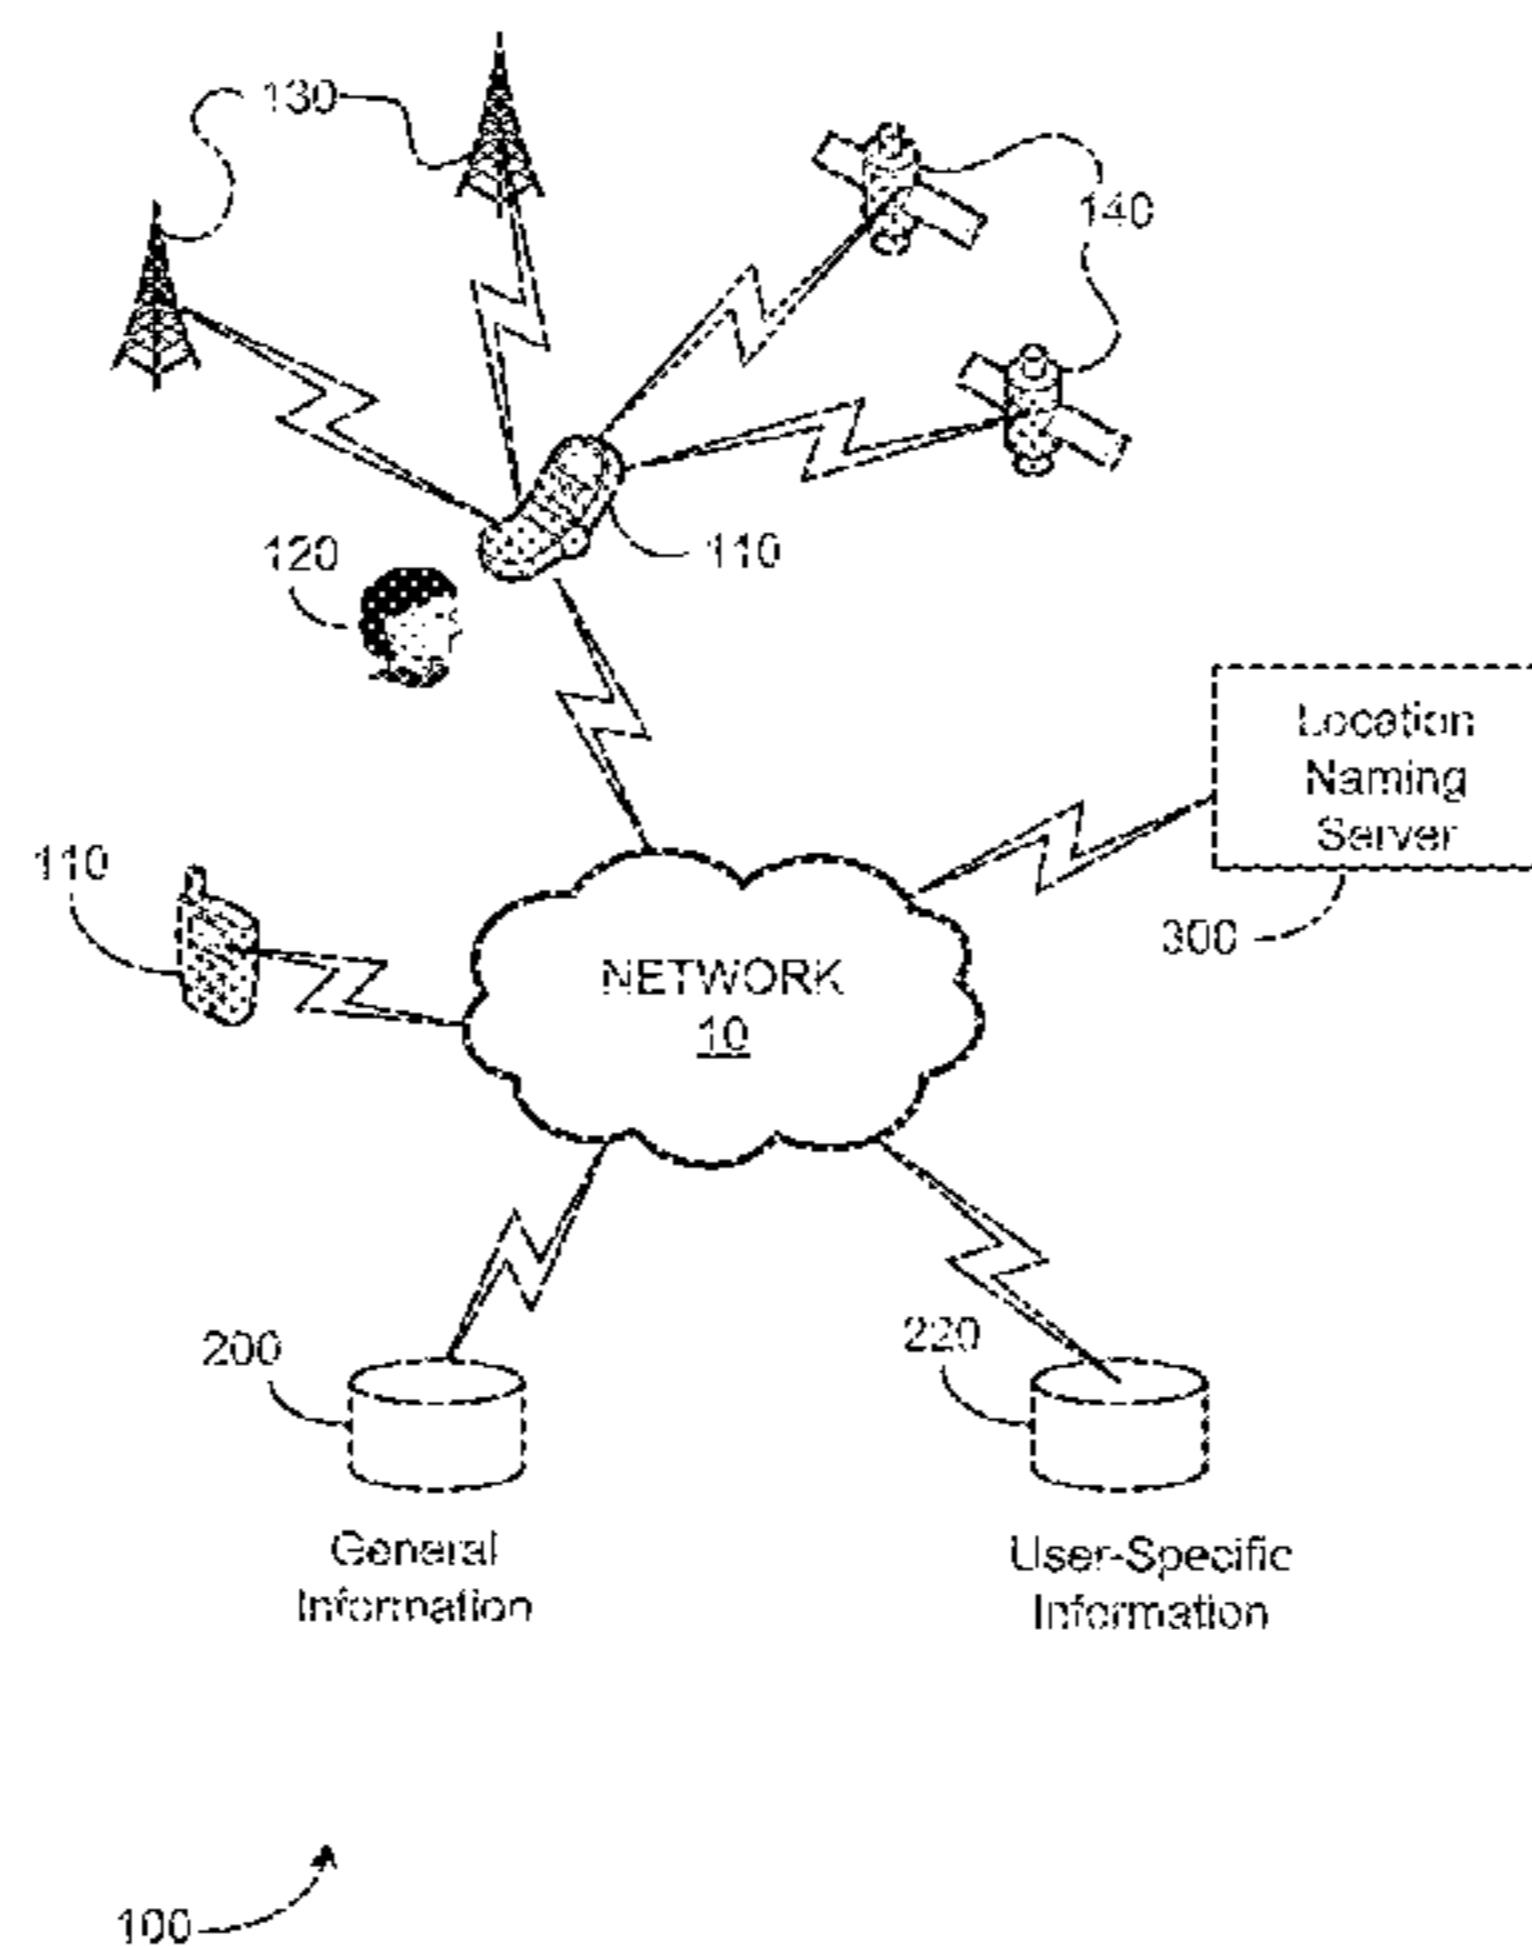 130
140
110
120
Location
Naming
Server
110
300
NETWORK
10
200
220
General
Information
User-Specific
Information
100